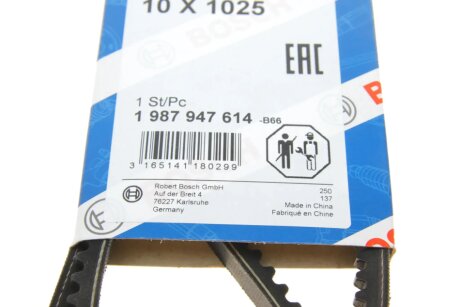 10 X 1025
BOSCH
EAC
1 St/Pc
1 987 947 614 -B66
3 165141 180299
Robert Bosch GmbH
Auf der Breit 4
76227 Karlsruhe
Germany
250
137
Made in China
Fabriqué en Chine